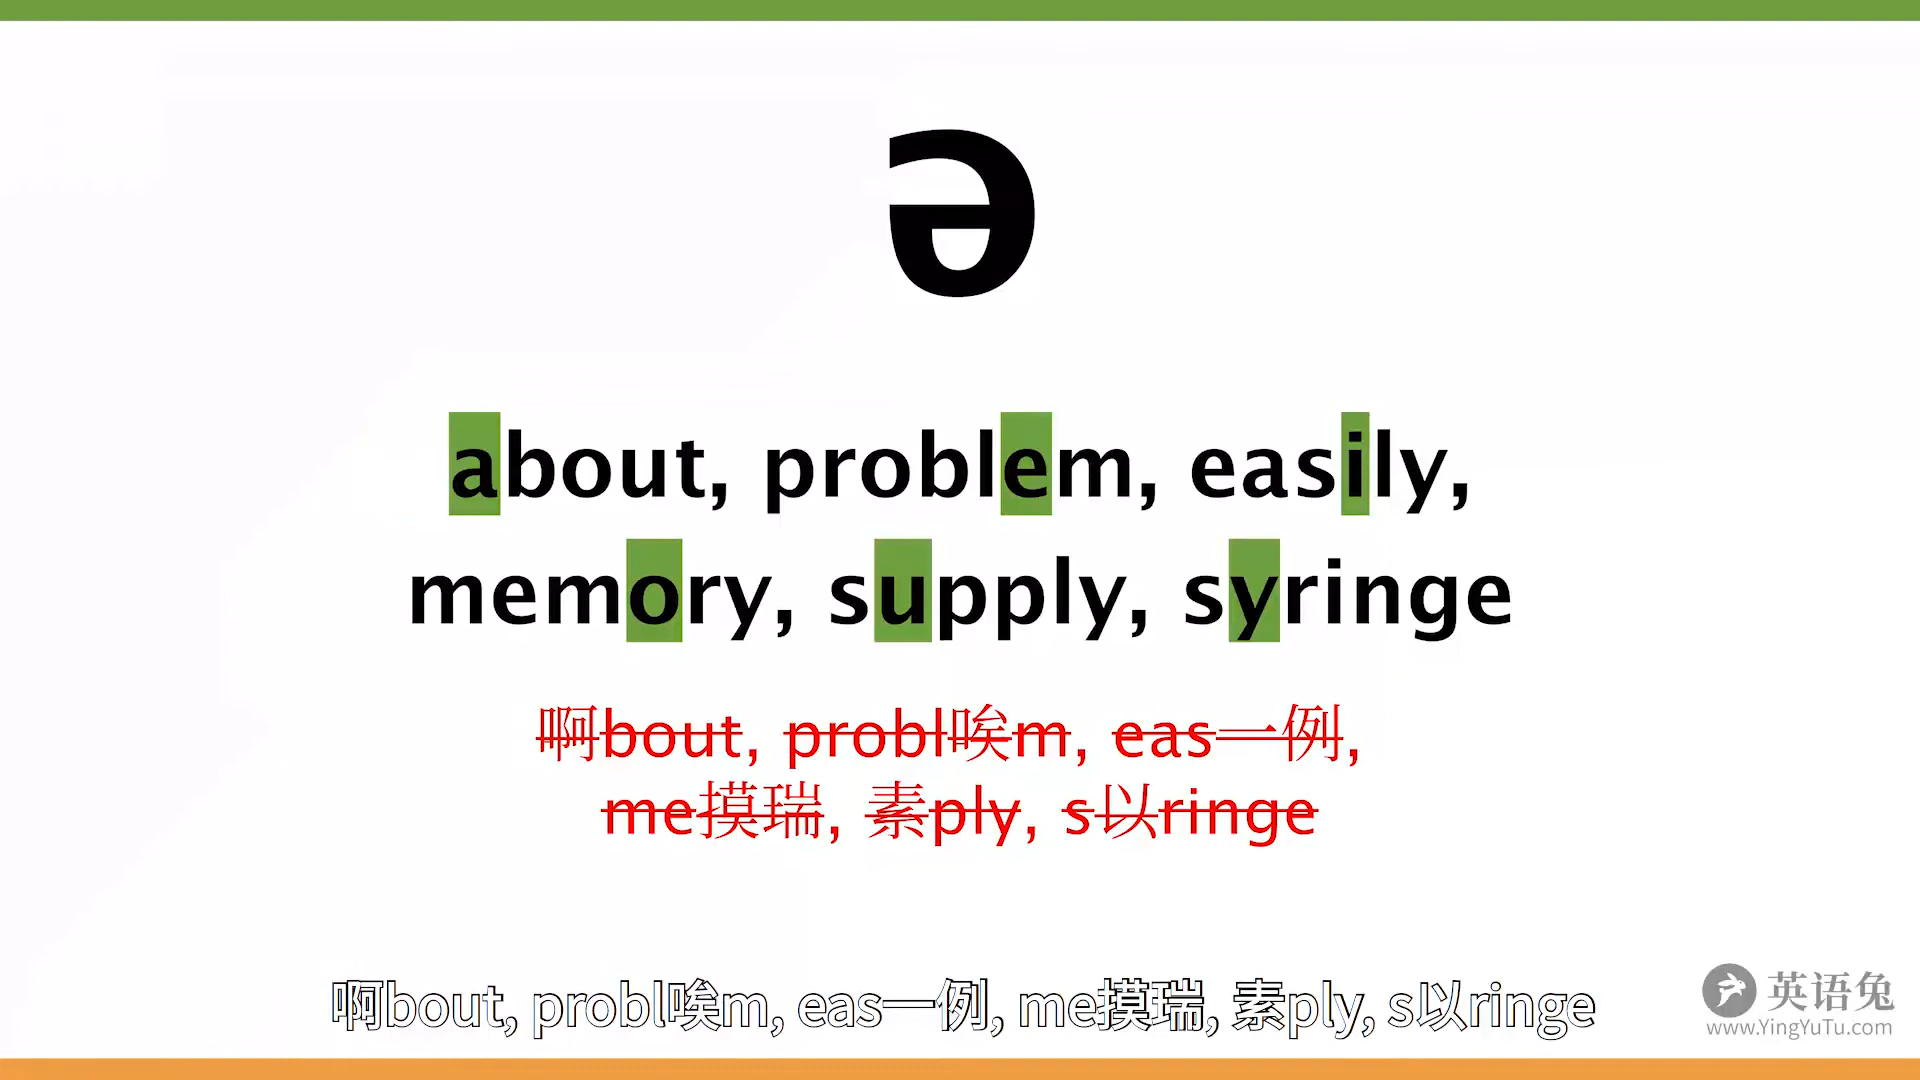 ə
about, problem, easily,
memory, supply, syringe
啊bout, probl唉m, eas一例,
me摸瑞, 素ply, s以ringe
啊bout, probl唉m, eas一例, me摸瑞, 素ply, s以ringe
英语兔
www.YingYuTu.com